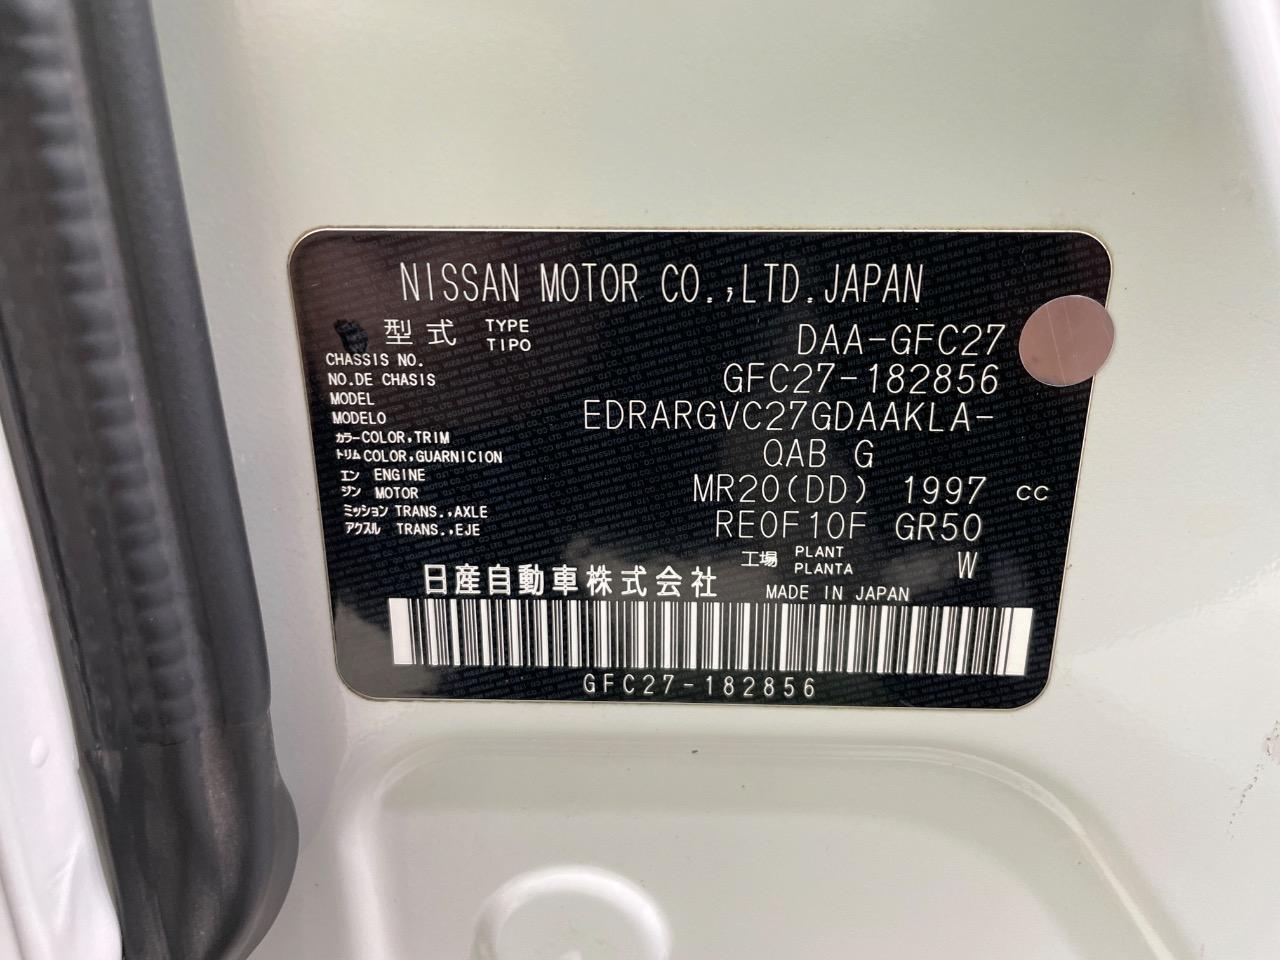 NISSAN MOTOR CO.,LTD.JAPAN
型式 TYPE TIPO DAA-GFC27
CHASSIS NO.
NO.DE CHASIS GFC27-182856
MODEL
MODELO EDRARGVC27GDAAKLA-
カラー COLOR,TRIM
トリム COLOR,GUARNICION QAB G
エン ENGINE
ジン MOTOR MR20(DD) 1997 cc
ミッション TRANS.,AXLE
アクスル TRANS.,EJE RE0F10F GR50
工場 PLANT PLANTA W
日産自動車株式会社 MADE IN JAPAN
GFC27-182856